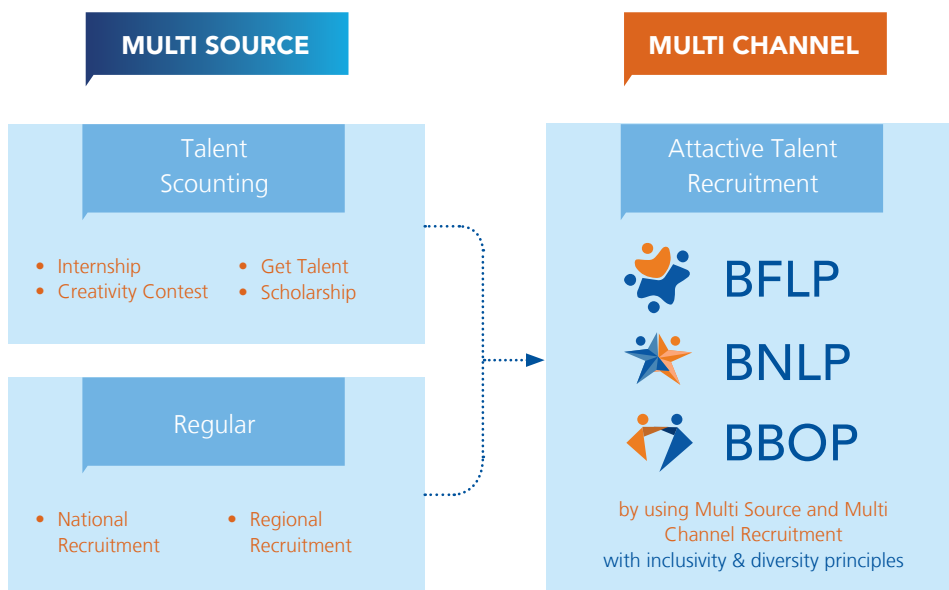 MULTI SOURCE
Talent
Scounting
• Internship
• Creativity Contest
• Get Talent
• Scholarship
Regular
• National
Recruitment
• Regional
Recruitment
MULTI CHANNEL
Attactive Talent
Recruitment
BFLP
BNLP
BBOP
by using Multi Source and Multi
Channel Recruitment
with inclusivity & diversity principles